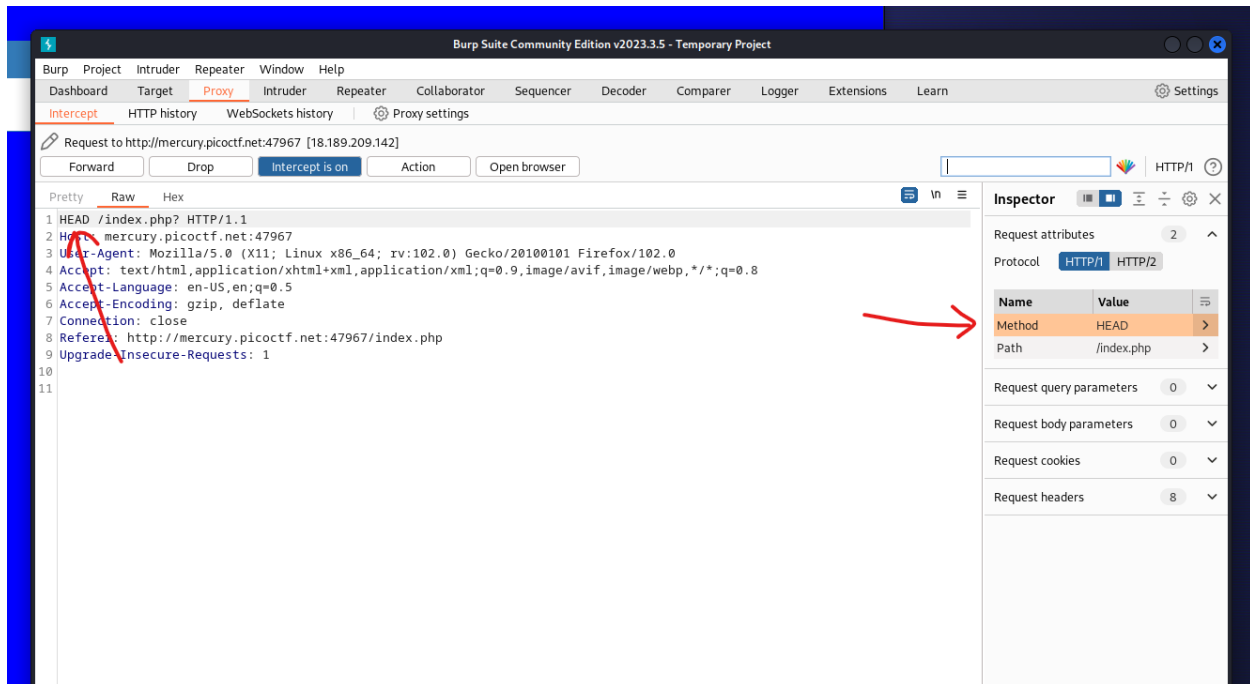 Burp Suite Community Edition v2023.3.5 - Temporary Project
Burp Project Intruder Repeater Window Help
Dashboard Target Proxy Intruder Repeater Collaborator Sequencer Decoder Comparer Logger Extensions Learn Settings
Intercept HTTP history WebSockets history Proxy settings
Request to http://mercury.picoctf.net:47967 [18.189.209.142]
Forward Drop Intercept is on Action Open browser HTTP/1 ?
Pretty Raw Hex \n
1 HEAD /index.php? HTTP/1.1
2 Host: mercury.picoctf.net:47967
3 User-Agent: Mozilla/5.0 (X11; Linux x86_64; rv:102.0) Gecko/20100101 Firefox/102.0
4 Accept: text/html,application/xhtml+xml,application/xml;q=0.9,image/avif,image/webp,*/*;q=0.8
5 Accept-Language: en-US,en;q=0.5
6 Accept-Encoding: gzip, deflate
7 Connection: close
8 Referer: http://mercury.picoctf.net:47967/index.php
9 Upgrade-Insecure-Requests: 1
10
11
Inspector
Request attributes 2
Protocol HTTP/1 HTTP/2
Name Value
Method HEAD
Path /index.php
Request query parameters 0
Request body parameters 0
Request cookies 0
Request headers 8